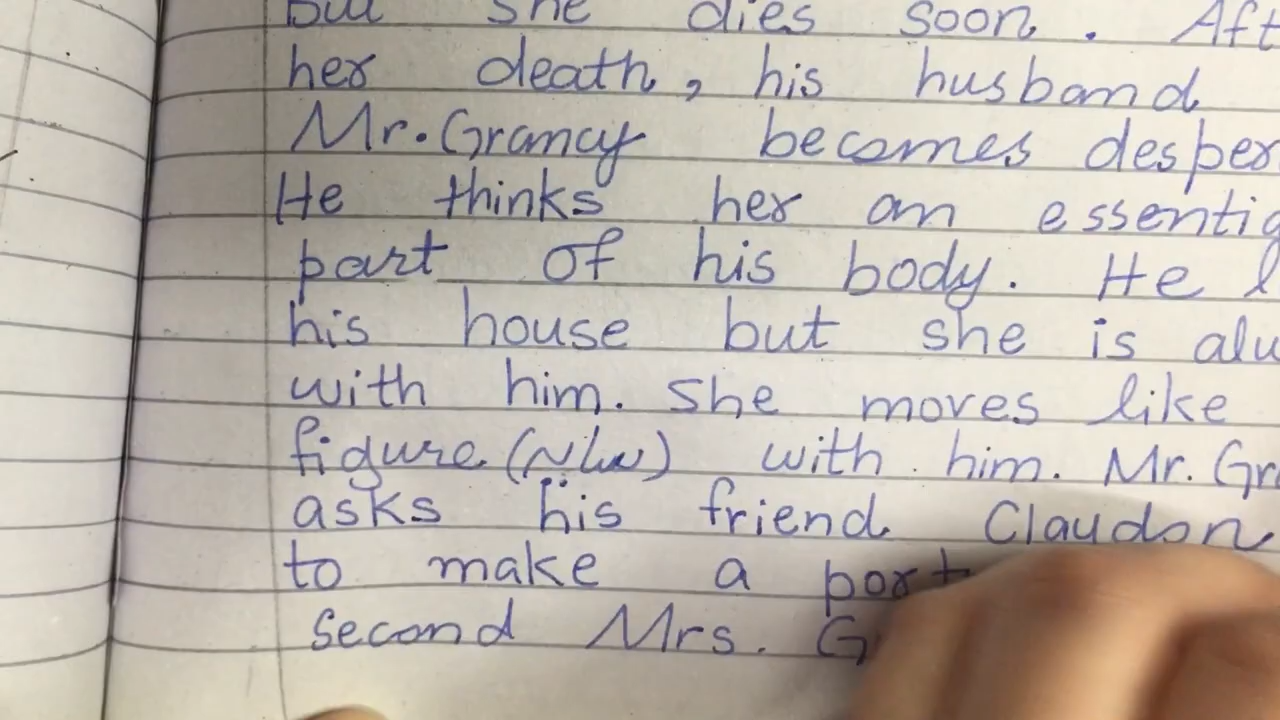 but she dies soon. Aft
her death, his husband
Mr. Grancy becomes desper
He thinks her an essentia
part of his body. He l
his house but she is alw
with him. She moves like
figure ( ) with him. Mr. Gra
asks his friend Claydon
to make a port
second Mrs. G